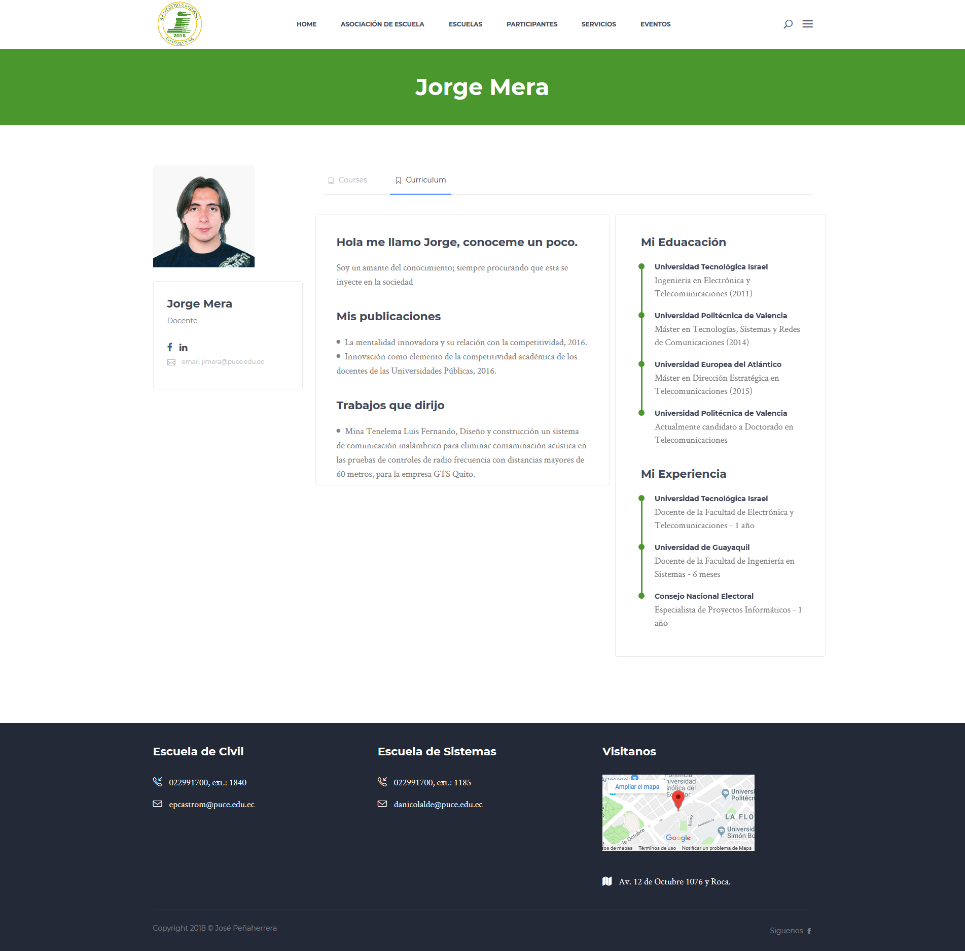 2018
HOME
ASOCIACIÓN DE ESCUELA
ESCUELAS
PARTICIPANTES
SERVICIOS
EVENTOS
Jorge Mera
Courses
Curriculum
Jorge Mera
Docente
email: jjmera@puce.edu.ec
Hola me llamo Jorge, conoceme un poco.
Soy un amante del conocimiento; siempre procurando que esta se
inyecte en la sociedad
Mis publicaciones
La mentalidad innovadora y su relación con la competitividad, 2016.
Innovación como elemento de la competitividad académica de los
docentes de las Universidades Públicas, 2016.
Trabajos que dirijo
Mina Tenelema Luis Fernando, Diseño y construcción un sistema
de comunicación inalámbrico para eliminar contaminación acústica en
las pruebas de controles de radio frecuencia con distancias mayores de
60 metros, para la empresa GTS Quito.
Mi Eduacación
Universidad Tecnológica Israel
Ingeniería en Electrónica y
Telecomunicaciones (2011)
Universidad Politécnica de Valencia
Máster en Tecnologías, Sistemas y Redes
de Comunicaciones (2014)
Universidad Europea del Atlántico
Máster en Dirección Estratégica en
Telecomunicaciones (2015)
Universidad Politécnica de Valencia
Actualmente candidato a Doctorado en
Telecomunicaciones
Mi Experiencia
Universidad Tecnológica Israel
Docente de la Facultad de Electrónica y
Telecomunicaciones - 1 año
Universidad de Guayaquil
Docente de la Facultad de Ingeniería en
Sistemas - 6 meses
Consejo Nacional Electoral
Especialista de Proyectos Informáticos - 1
año
Escuela de Civil
022991700, ext.: 1840
epcastrom@puce.edu.ec
Escuela de Sistemas
022991700, ext.: 1185
danicolalde@puce.edu.ec
Visitanos
Ampliar el mapa
LA FLO
Google
os de mapas
Términos de uso
Notificar un problema de Maps
Av. 12 de Octubre 1076 y Roca.
Copyright 2018 © José Peñaherrera
Siguenos